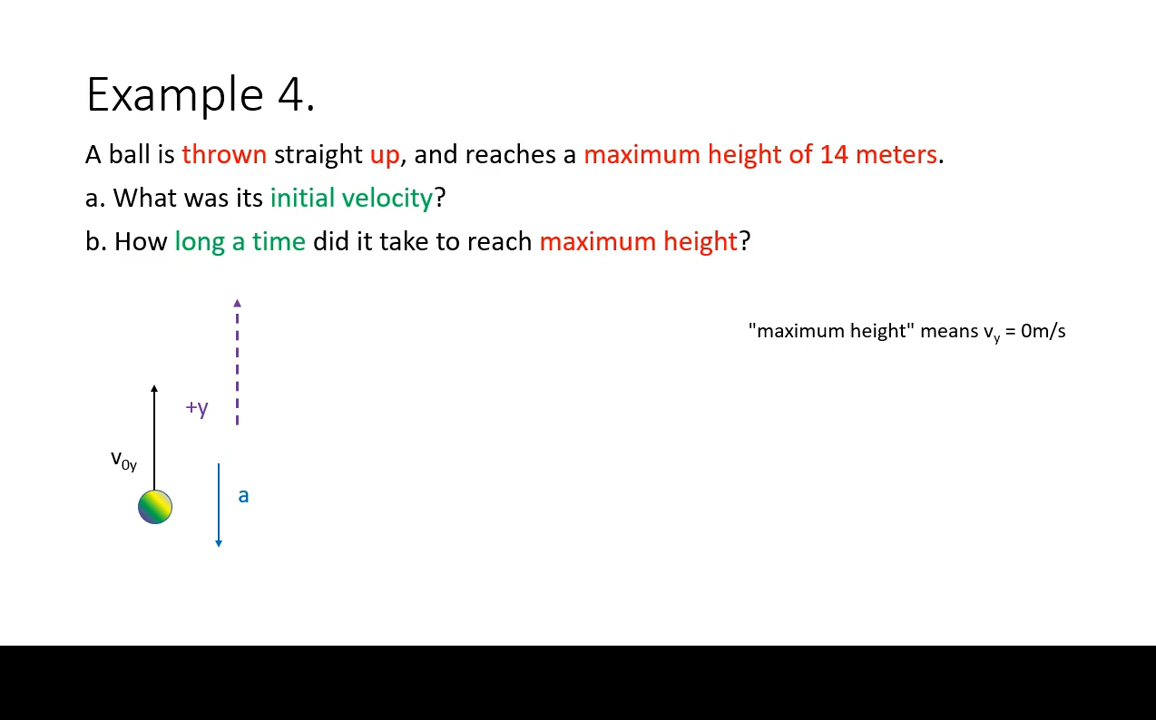 Example 4.
A ball is thrown straight up, and reaches a maximum height of 14 meters.
a. What was its initial velocity?
b. How long a time did it take to reach maximum height?
"maximum height" means vy = 0m/s
+y
v0y
a